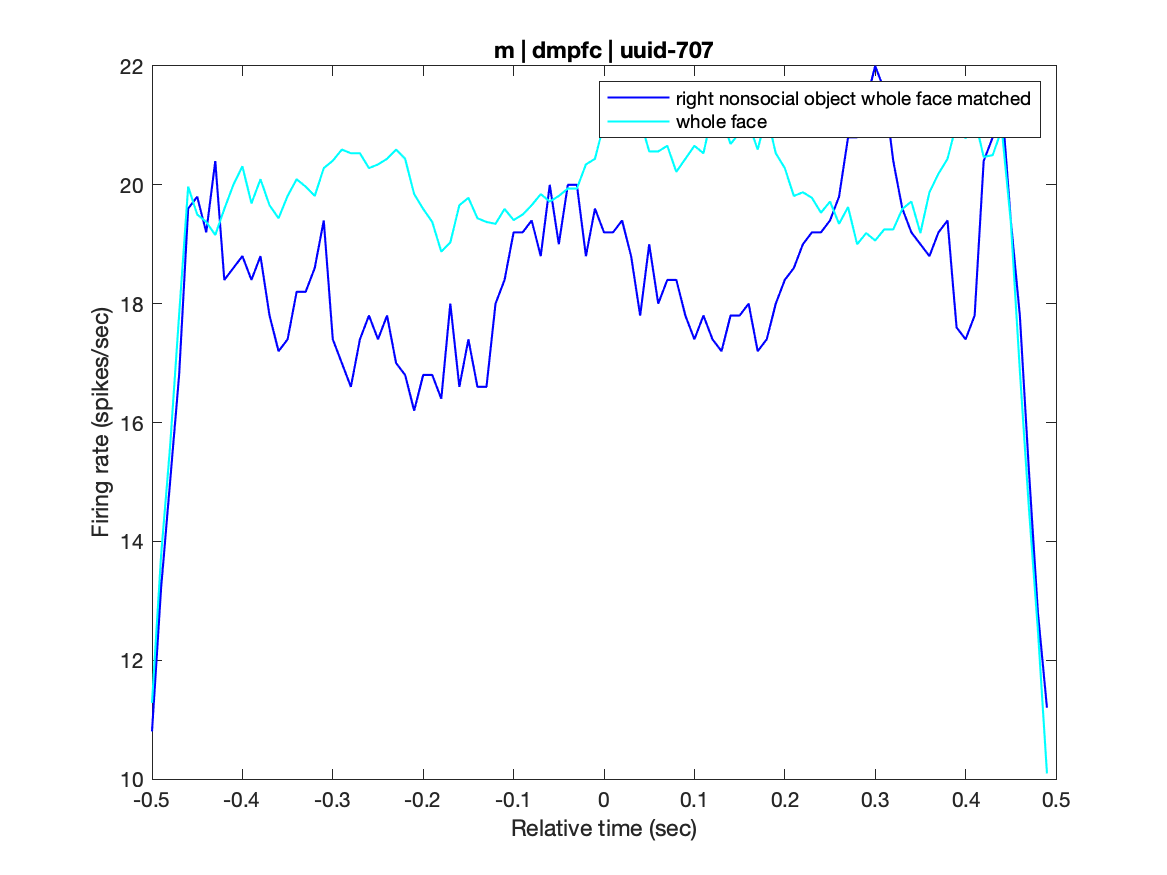 m | dmpfc | uuid-707
right nonsocial object whole face matched
whole face
Firing rate (spikes/sec)
22
20
18
16
14
12
10
-0.5 -0.4 -0.3 -0.2 -0.1 0 0.1 0.2 0.3 0.4 0.5
Relative time (sec)